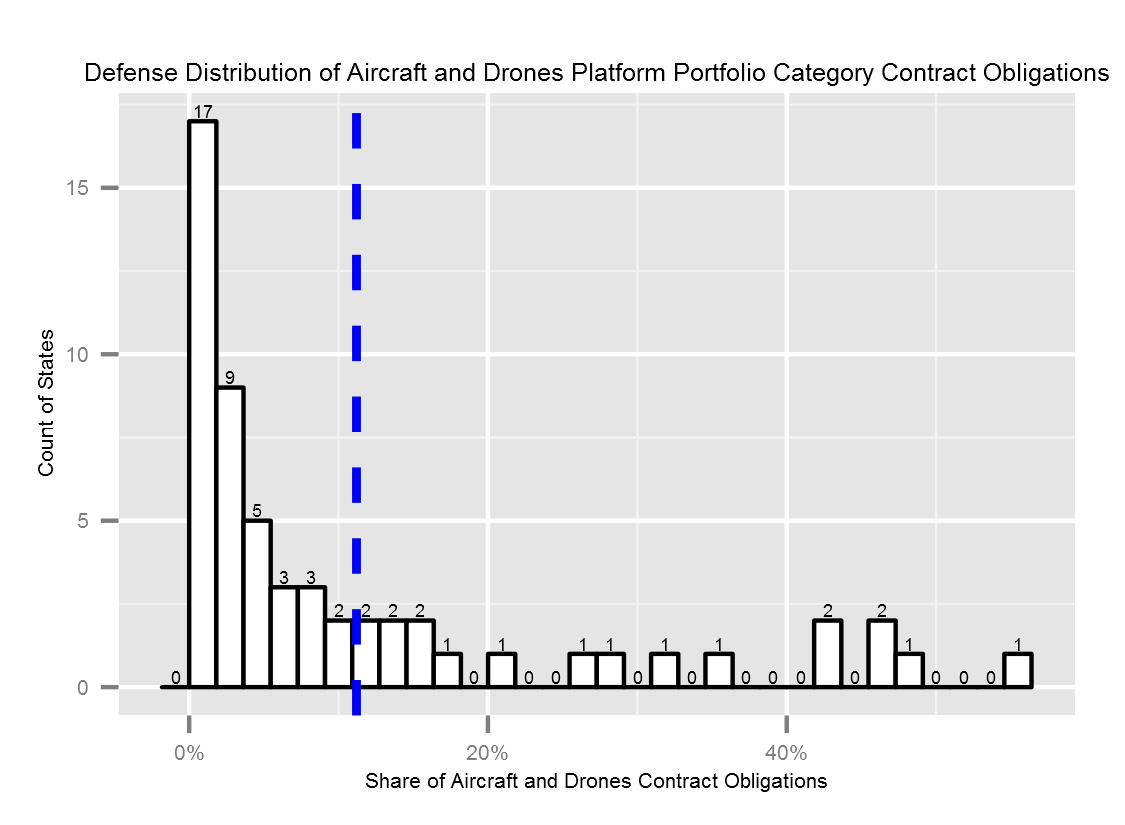 Defense Distribution of Aircraft and Drones Platform Portfolio Category Contract Obligations
17
15
10
9
5
5
3 3
2 2 2 2 2 2
1 1 1 1 1 1 1 1
0 0 0 0 0 0 0 0 0 0 0 0 0 0
0
0% 20% 40%
Count of States
Share of Aircraft and Drones Contract Obligations